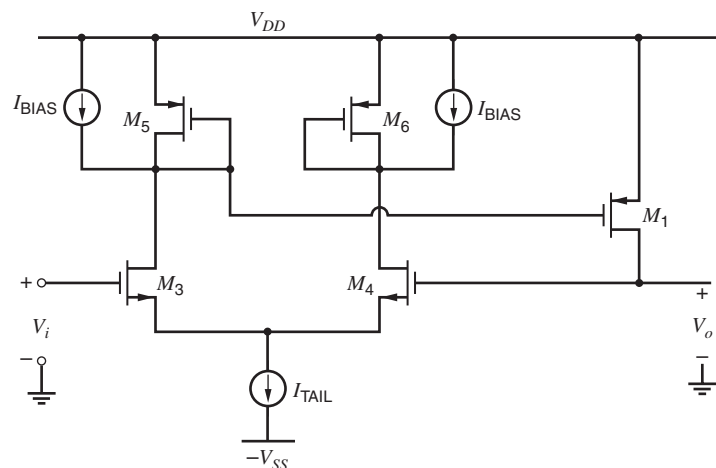 V_DD
I_BIAS
M_5
M_6
I_BIAS
M_1
+
M_3
M_4
+
V_i
V_o
−
−
I_TAIL
−V_SS